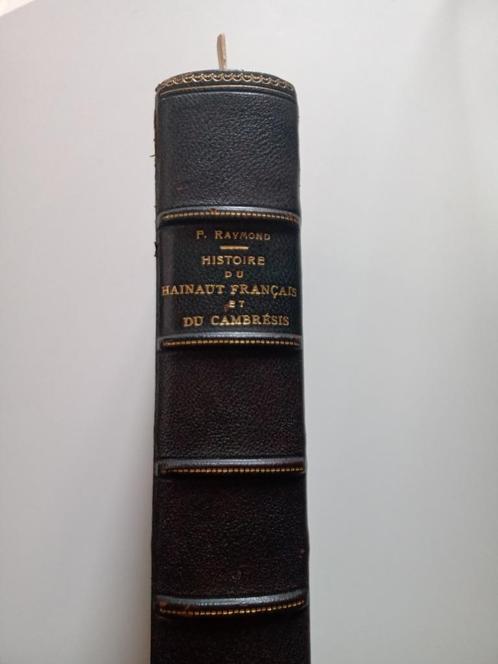 P. RAYMOND
HISTOIRE
DU
HAINAUT FRANÇAIS
ET
DU CAMBRÉSIS